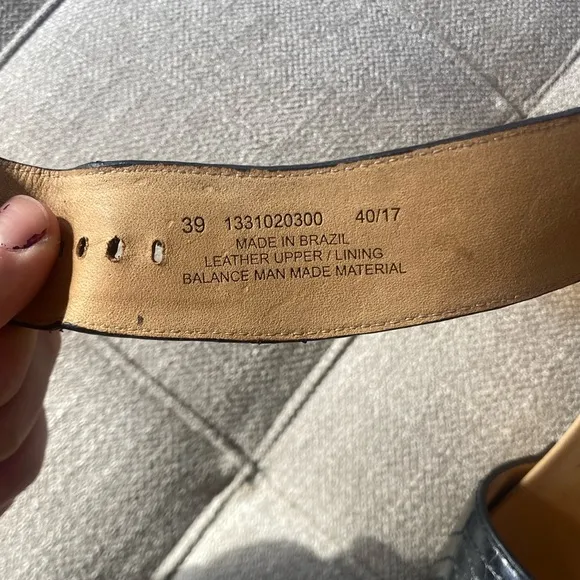 39 1331020300 40/17
MADE IN BRAZIL
LEATHER UPPER / LINING
BALANCE MAN MADE MATERIAL